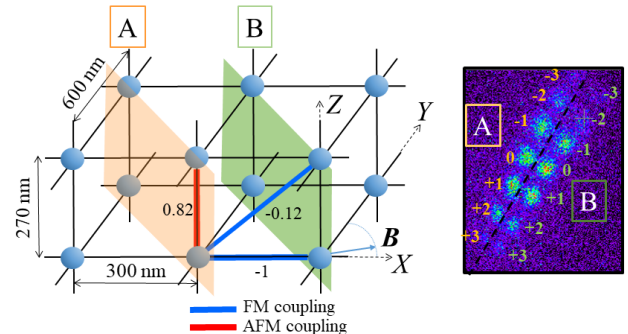 A
B
600 nm
Z
Y
0.82
-0.12
270 nm
B
X
300 nm
-1
FM coupling
AFM coupling
A
B
-3
-2
-1
0
+1
+2
+3
-3
-2
-1
0
+1
+2
+3